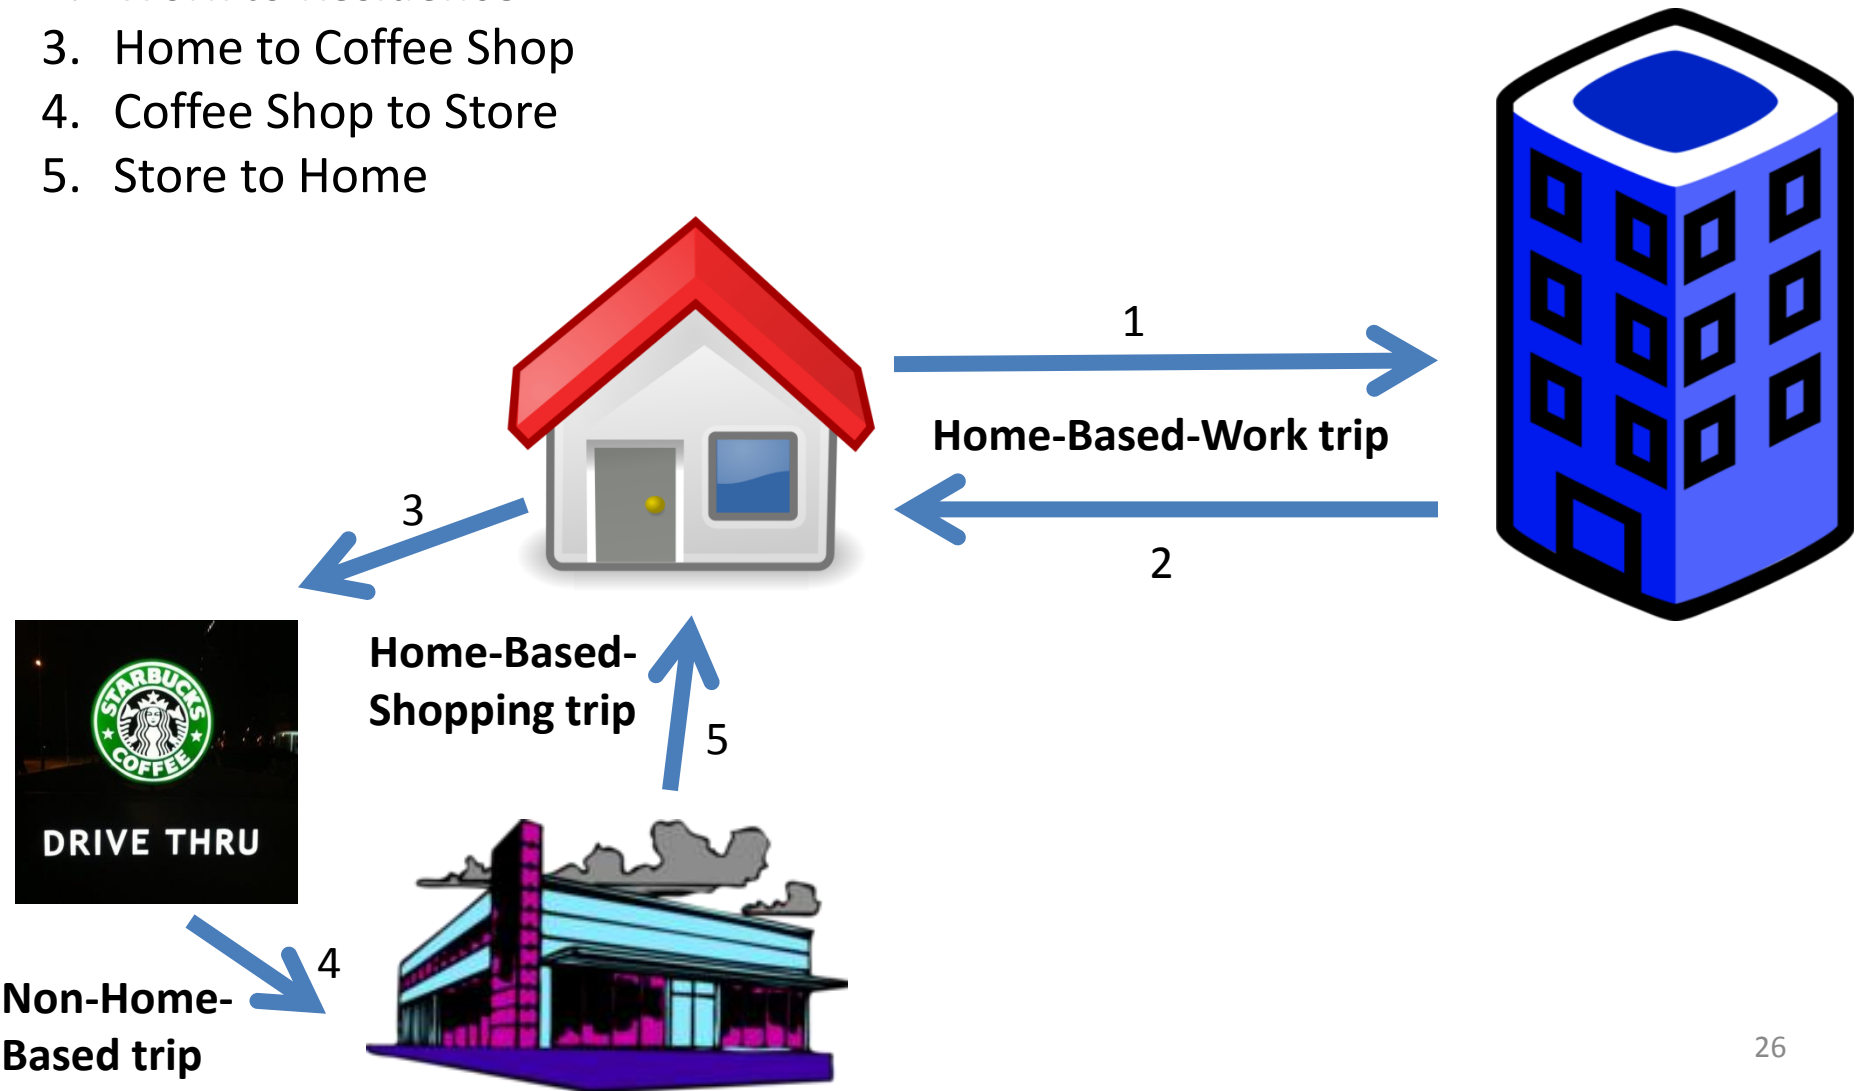 3. Home to Coffee Shop
4. Coffee Shop to Store
5. Store to Home
1
Home-Based-Work trip
2
3
Home-Based-
Shopping trip
5
STARBUCKS
COFFEE
DRIVE THRU
4
Non-Home-
Based trip
26